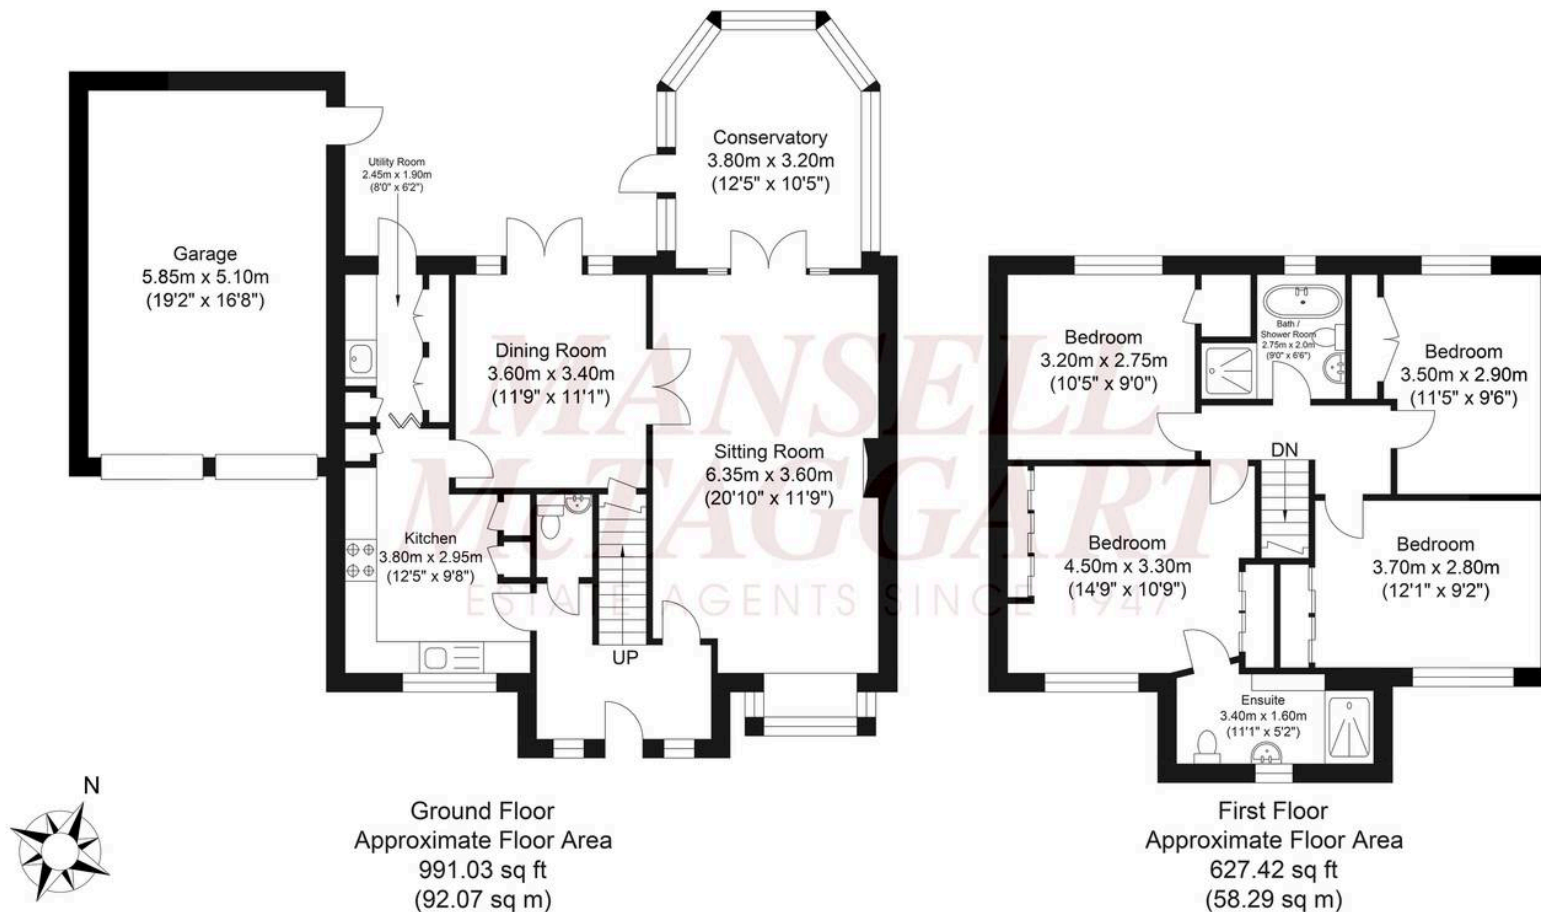 Conservatory
3.80m x 3.20m
(12'5" x 10'5")
Utility Room
2.45m x 1.90m
(8'0" x 6'2")
Garage
5.85m x 5.10m
(19'2" x 16'8")
Dining Room
3.60m x 3.40m
(11'9" x 11'1")
Sitting Room
6.35m x 3.60m
(20'10" x 11'9")
Kitchen
3.80m x 2.95m
(12'5" x 9'8")
UP
Bedroom
3.20m x 2.75m
(10'5" x 9'0")
Bath /
Shower Room
2.75m x 2.0m
(9'0" x 6'6")
Bedroom
3.50m x 2.90m
(11'5" x 9'6")
DN
Bedroom
4.50m x 3.30m
(14'9" x 10'9")
Bedroom
3.70m x 2.80m
(12'1" x 9'2")
Ensuite
3.40m x 1.60m
(11'1" x 5'2")
MANSELL
McTAGGART
ESTATE AGENTS SINCE 1947
N
Ground Floor
Approximate Floor Area
991.03 sq ft
(92.07 sq m)
First Floor
Approximate Floor Area
627.42 sq ft
(58.29 sq m)